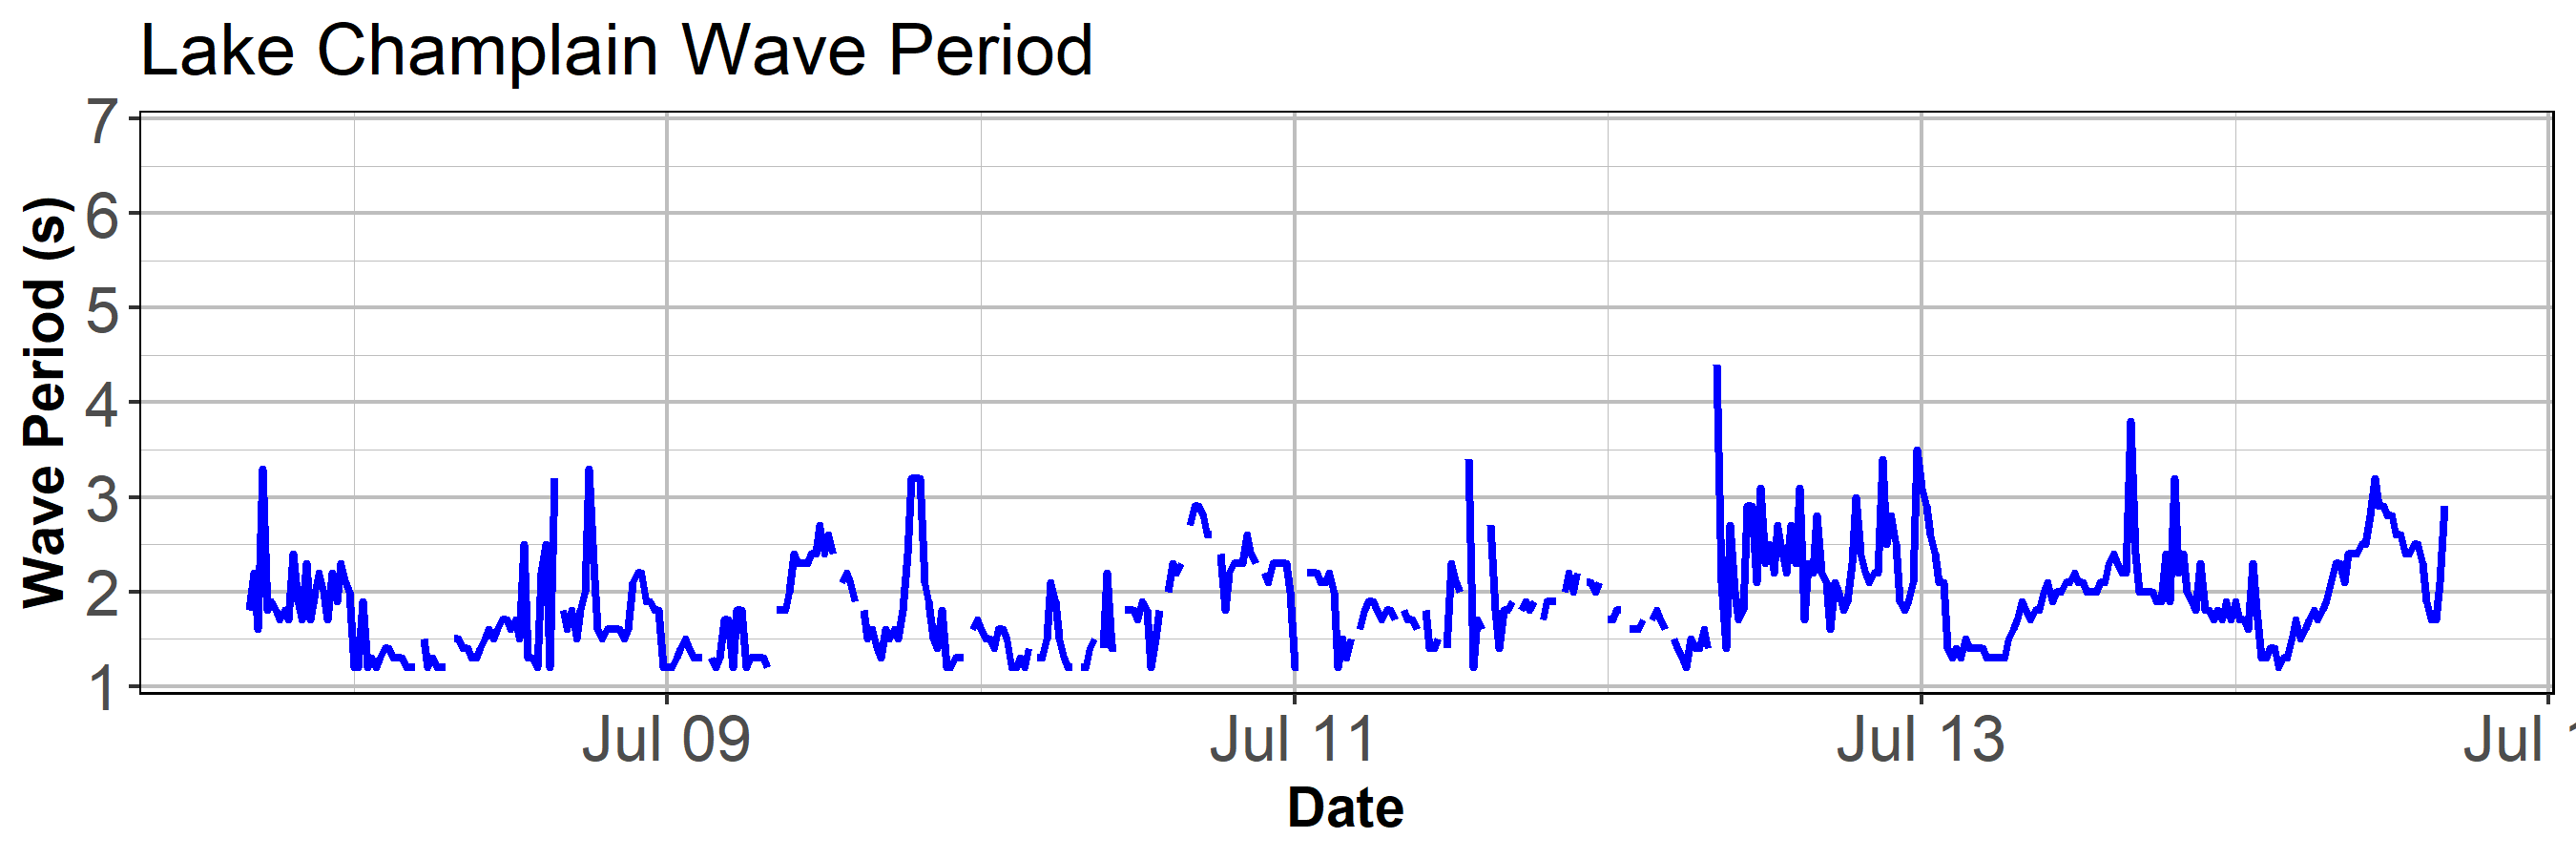 Lake Champlain Wave Period
Wave Period (s)
7
6
5
4
3
2
1
Jul 09
Jul 11
Jul 13
Jul
Date